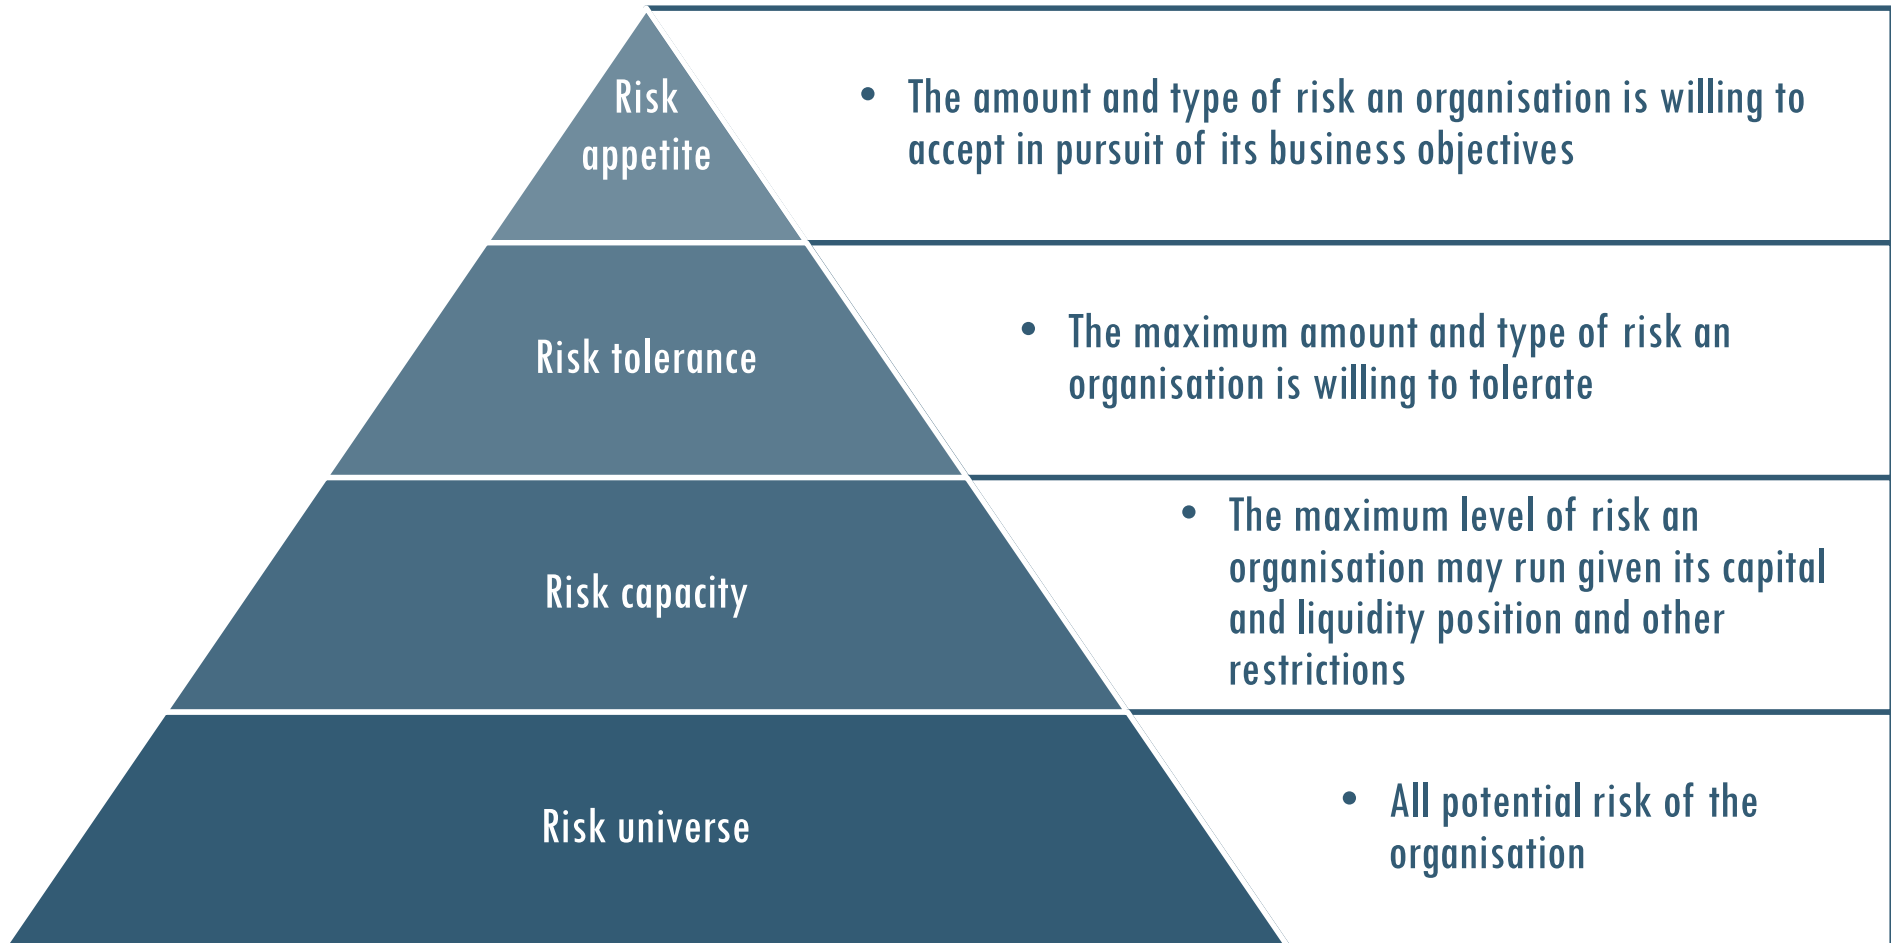 Risk
appetite
• The amount and type of risk an organisation is willing to
accept in pursuit of its business objectives
Risk tolerance
• The maximum amount and type of risk an
organisation is willing to tolerate
Risk capacity
• The maximum level of risk an
organisation may run given its capital
and liquidity position and other
restrictions
Risk universe
• All potential risk of the
organisation